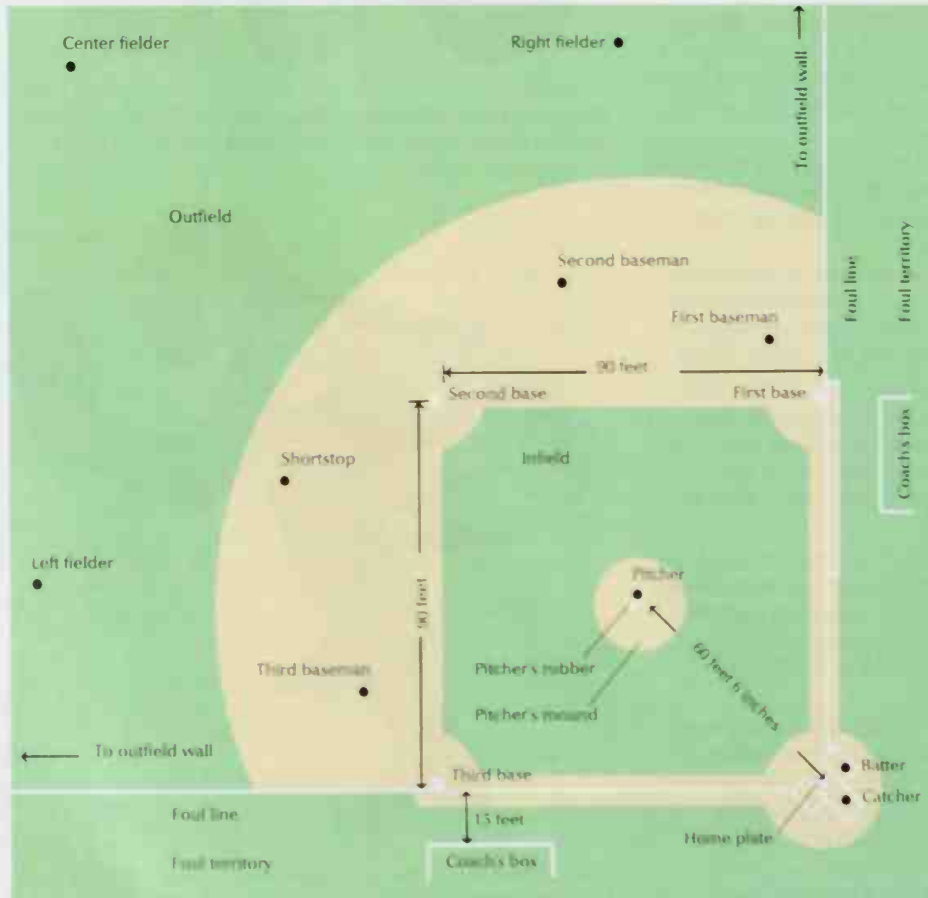 Center fielder
Right fielder
To outfield wall
Outfield
Foul line
Foul territory
Second baseman
First baseman
90 feet
Second base
First base
Coach's box
Shortstop
Infield
Left fielder
Pitcher
90 feet
60 feet 6 inches
Third baseman
Pitcher's rubber
Pitcher's mound
To outfield wall
Third base
Batter
Catcher
Foul line
15 feet
Home plate
Foul territory
Coach's box